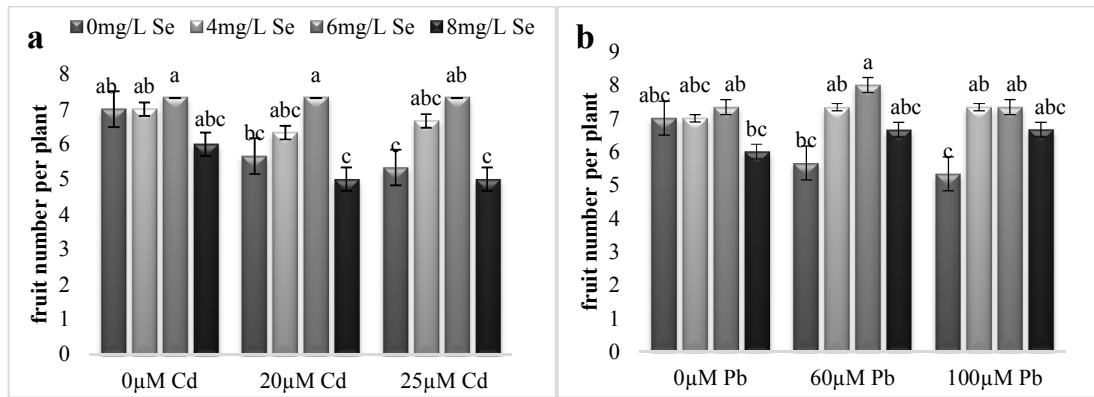 0mg/L Se 4mg/L Se 6mg/L Se 8mg/L Se
a
fruit number per plant
8
7
6
5
4
3
2
1
0
ab ab a abc
bc abc a c
c abc ab c
0µM Cd 20µM Cd 25µM Cd
b
fruit number per plant
9
8
7
6
5
4
3
2
1
0
abc abc ab bc
bc ab a abc
c ab ab abc
0µM Pb 60µM Pb 100µM Pb